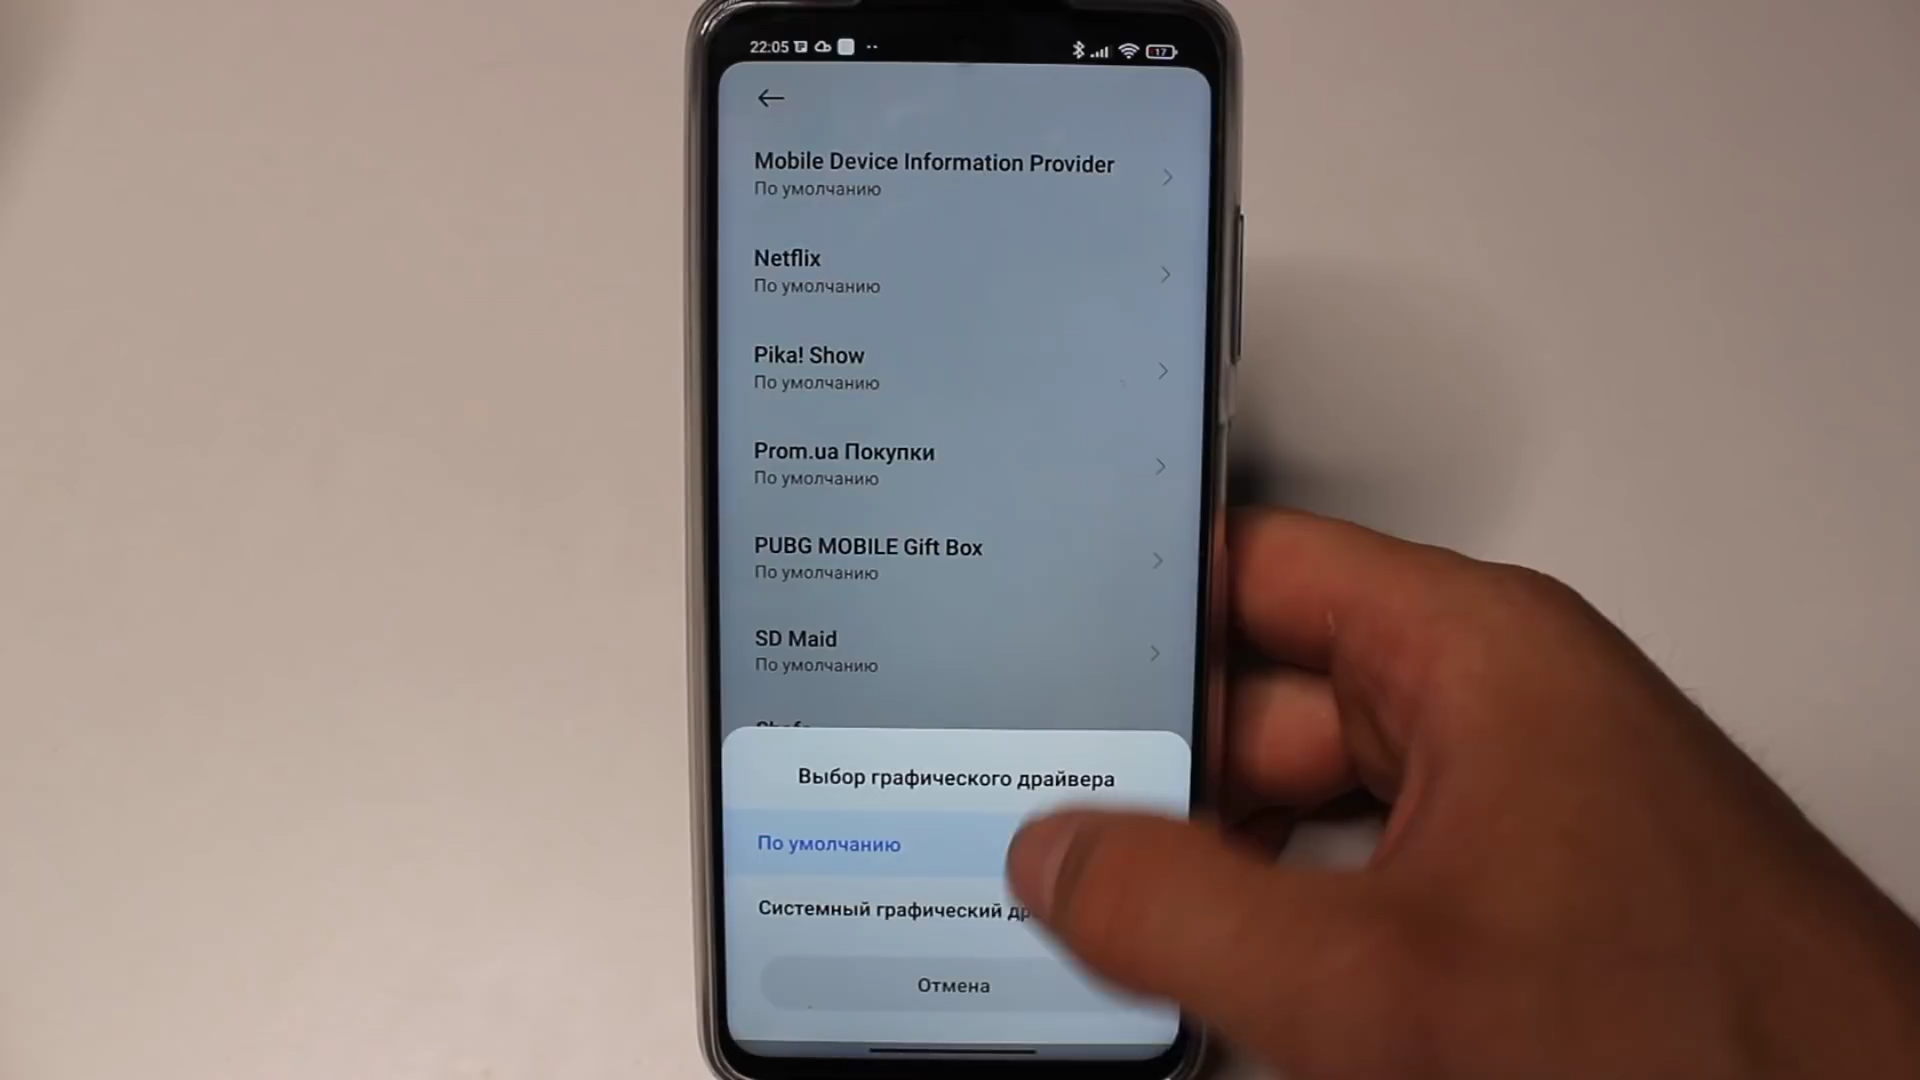 22:05
17
Mobile Device Information Provider
По умолчанию
Netflix
По умолчанию
Pika! Show
По умолчанию
Prom.ua Покупки
По умолчанию
PUBG MOBILE Gift Box
По умолчанию
SD Maid
По умолчанию
Выбор графического драйвера
По умолчанию
Системный графический
Отмена